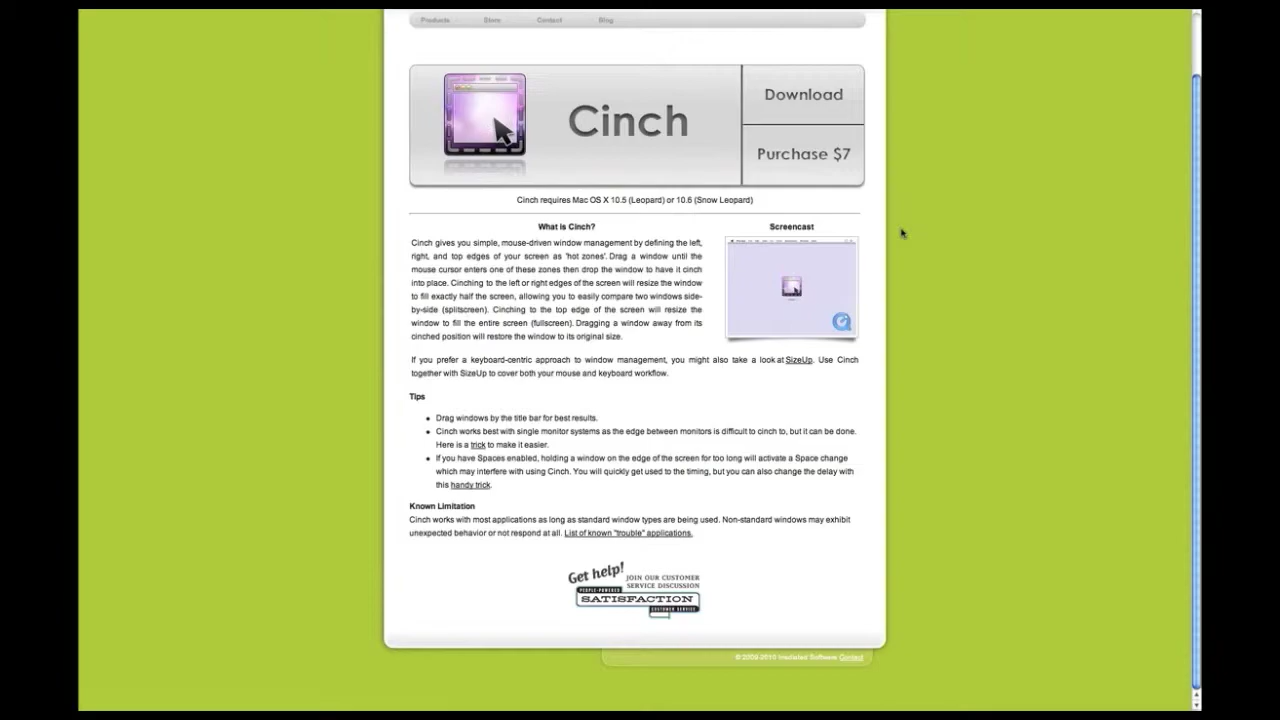 Products Store Contact Blog
Cinch
Download
Purchase $7
Cinch requires Mac OS X 10.5 (Leopard) or 10.6 (Snow Leopard)
What is Cinch?
Cinch gives you simple, mouse-driven window management by defining the left,
right, and top edges of your screen as 'hot zones'. Drag a window until the
mouse cursor enters one of these zones then drop the window to have it cinch
into place. Cinching to the left or right edges of the screen will resize the window
to fill exactly half the screen, allowing you to easily compare two windows side-
by-side (splitscreen). Cinching to the top edge of the screen will resize the
window to fill the entire screen (fullscreen). Dragging a window away from its
cinched position will restore the window to its original size.
Screencast
If you prefer a keyboard-centric approach to window management, you might also take a look at SizeUp. Use Cinch
together with SizeUp to cover both your mouse and keyboard workflow.
Tips
• Drag windows by the title bar for best results.
• Cinch works best with single monitor systems as the edge between monitors is difficult to cinch to, but it can be done.
Here is a trick to make it easier.
• If you have Spaces enabled, holding a window on the edge of the screen for too long will activate a Space change
which may interfere with using Cinch. You will quickly get used to the timing, but you can also change the delay with
this handy trick.
Known Limitation
Cinch works with most applications as long as standard window types are being used. Non-standard windows may exhibit
unexpected behavior or not respond at all. List of known "trouble" applications.
Get help!
JOIN OUR CUSTOMER
SERVICE DISCUSSION
PEOPLE-POWERED
SATISFACTION
CUSTOMER SERVICE
© 2009-2010 Irradiated Software Contact